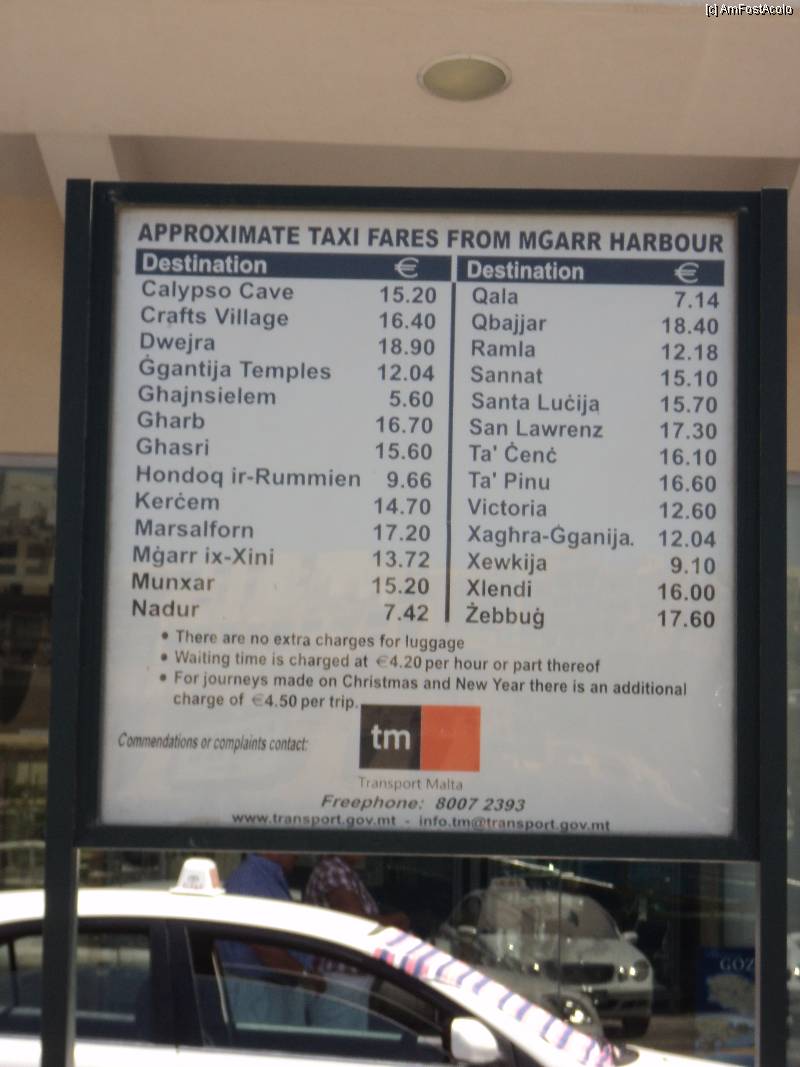 [c] AmFostAcolo
APPROXIMATE TAXI FARES FROM MGARR HARBOUR
Destination €
Calypso Cave 15.20
Crafts Village 16.40
Dwejra 18.90
Ġgantija Temples 12.04
Ghajnsielem 5.60
Gharb 16.70
Ghasri 15.60
Hondoq ir-Rummien 9.66
Kerċem 14.70
Marsalforn 17.20
Mġarr ix-Xini 13.72
Munxar 15.20
Nadur 7.42
Destination €
Qala 7.14
Qbajjar 18.40
Ramla 12.18
Sannat 15.10
Santa Luċija 15.70
San Lawrenz 17.30
Ta' Ċenċ 16.10
Ta' Pinu 16.60
Victoria 12.60
Xagħra-Ġganija. 12.04
Xewkija 9.10
Xlendi 16.00
Żebbuġ 17.60
• There are no extra charges for luggage
• Waiting time is charged at €4.20 per hour or part thereof
• For journeys made on Christmas and New Year there is an additional
charge of €4.50 per trip.
Commendations or complaints contact:
tm
Transport Malta
Freephone: 8007 2393
www.transport.gov.mt - info.tm@transport.gov.mt
GOZ